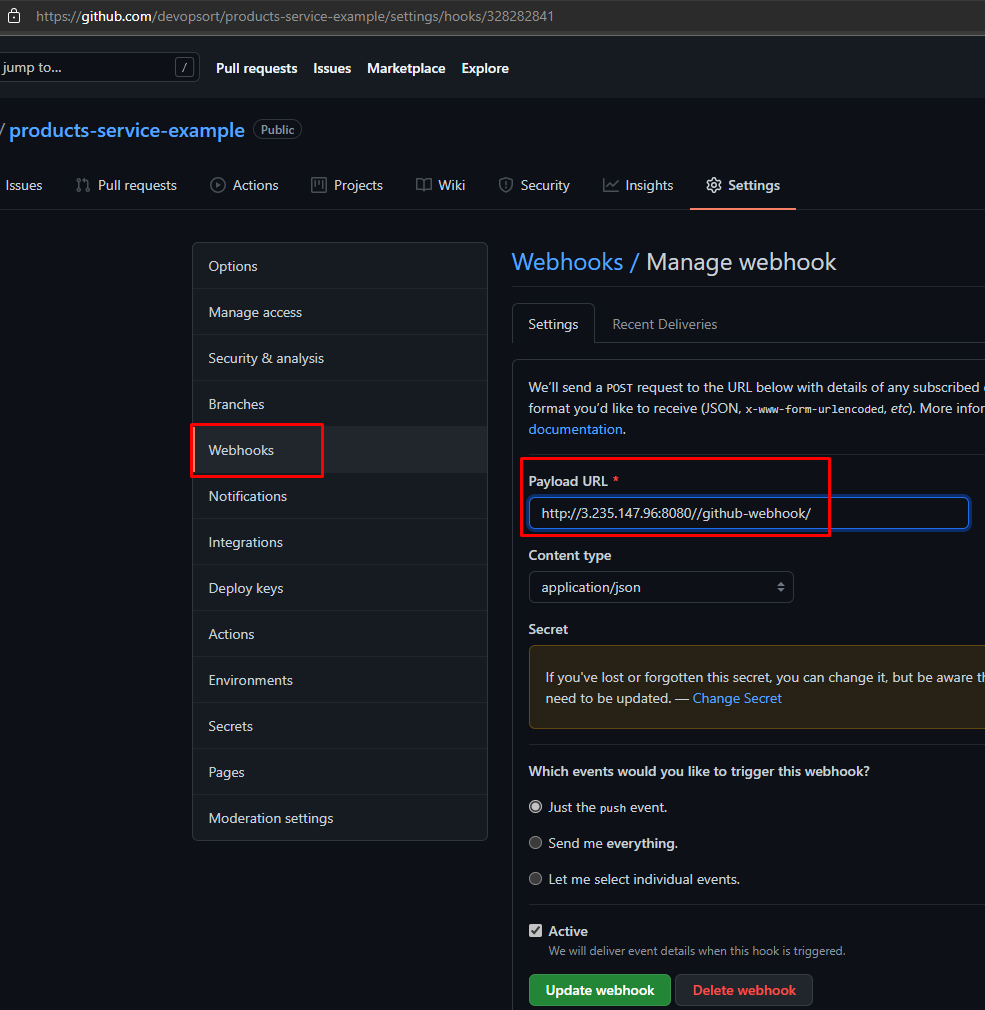 https://github.com/devopsort/products-service-example/settings/hooks/328282841
jump to... / Pull requests Issues Marketplace Explore
/ products-service-example Public
Issues Pull requests Actions Projects Wiki Security Insights Settings
Options
Manage access
Security & analysis
Branches
Webhooks
Notifications
Integrations
Deploy keys
Actions
Environments
Secrets
Pages
Moderation settings
Webhooks / Manage webhook
Settings Recent Deliveries
We'll send a POST request to the URL below with details of any subscribed
format you'd like to receive (JSON, x-www-form-urlencoded, etc). More
documentation.
Payload URL *
http://3.235.147.96:8080//github-webhook/
Content type
application/json
Secret
If you've lost or forgotten this secret, you can change it, but be aware
need to be updated. — Change Secret
Which events would you like to trigger this webhook?
Just the push event.
Send me everything.
Let me select individual events.
Active
We will deliver event details when this hook is triggered.
Update webhook Delete webhook